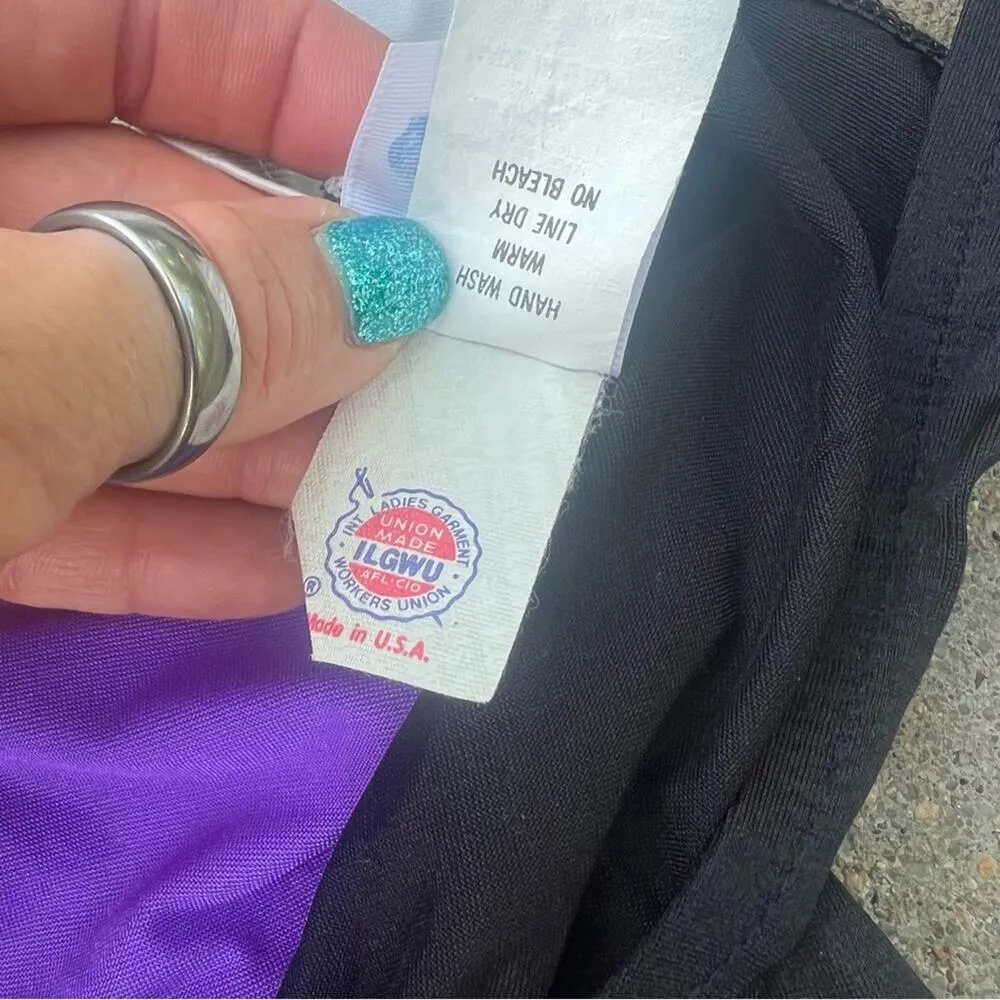 HAND WASH
WARM
LINE DRY
NO BLEACH
INT. LADIES GARMENT
UNION
MADE
ILGWU
AFL·CIO
WORKERS UNION
®
Made in U.S.A.